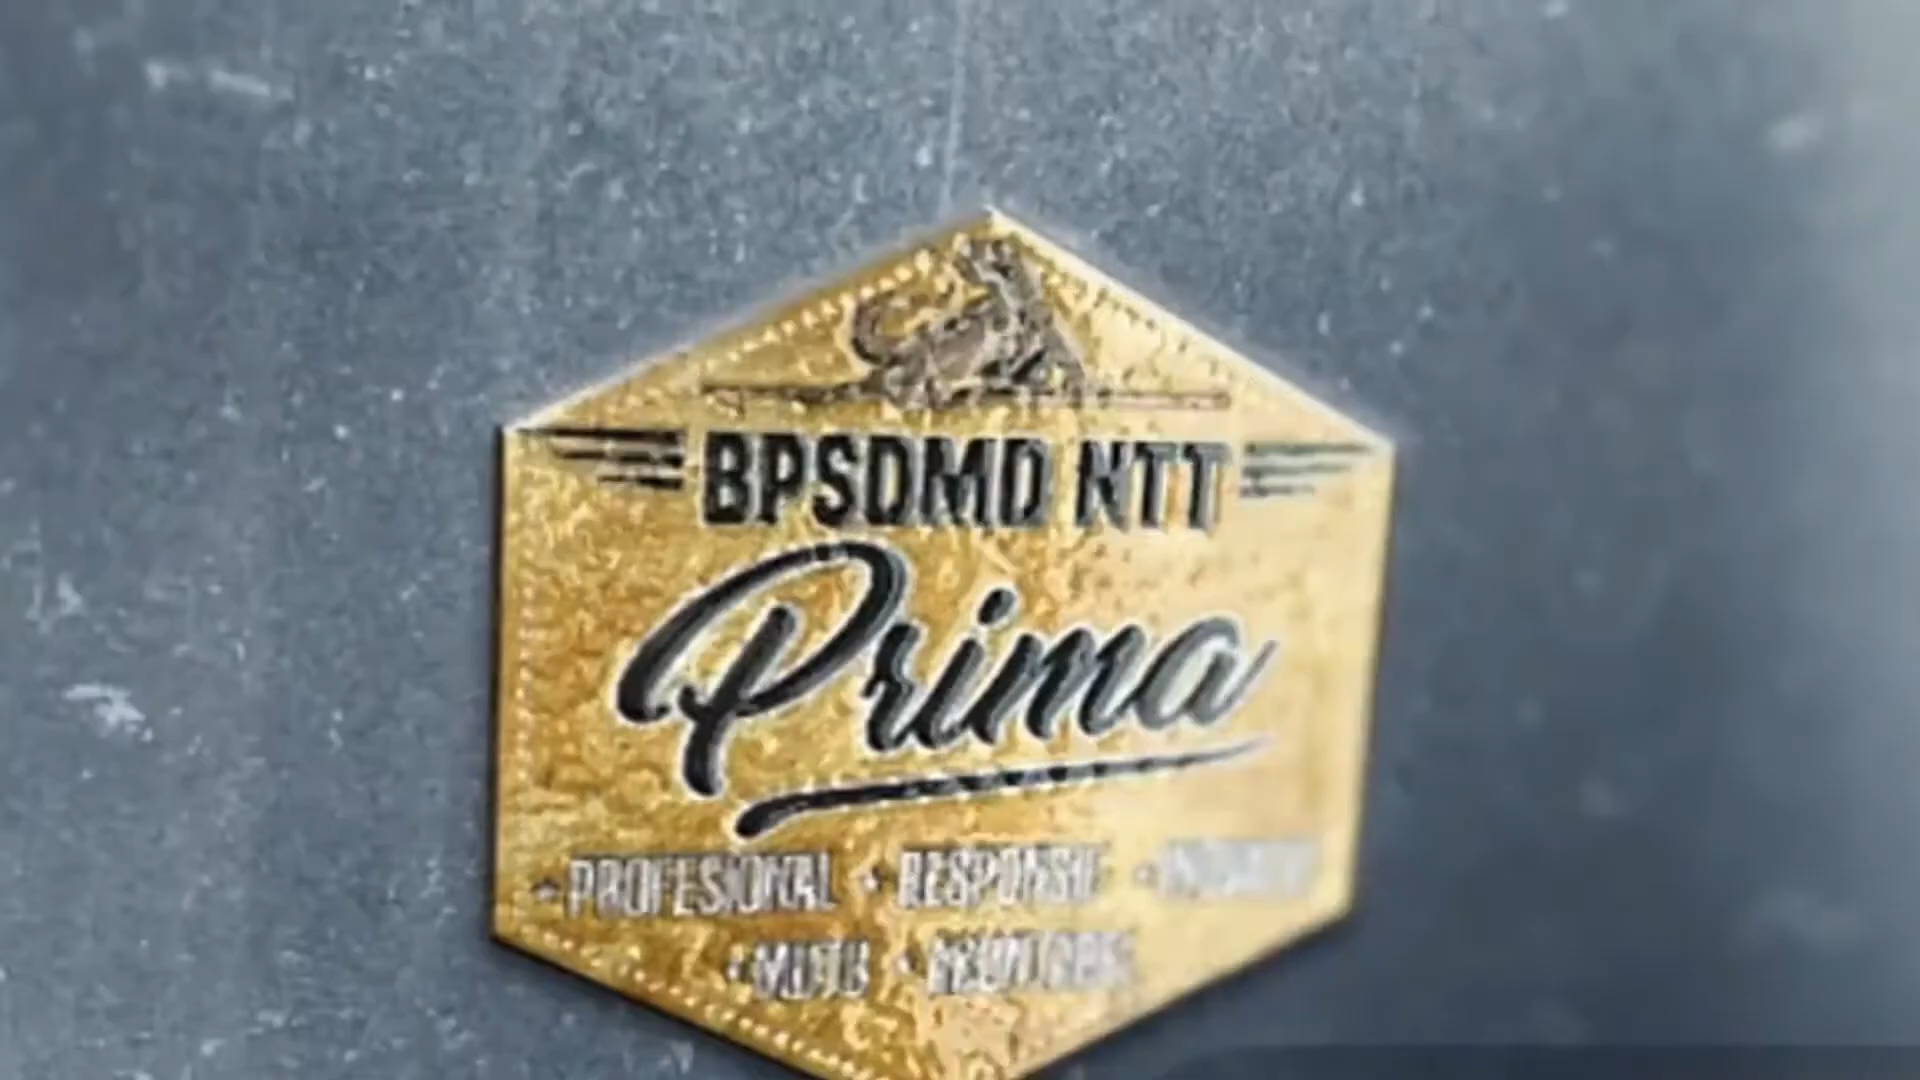 BPSDMD NTT
Prima
PROFESIONAL • RESPONSIF